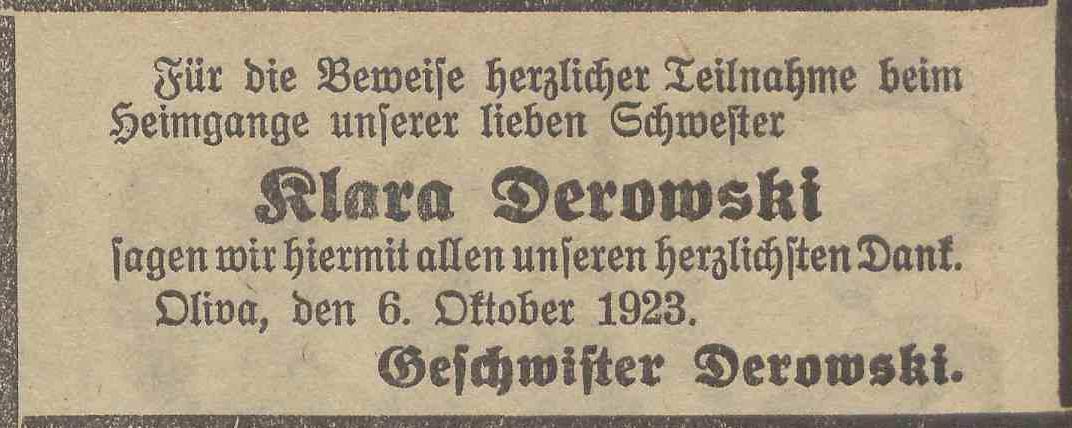 Für die Beweise herzlicher Teilnahme beim
Heimgange unserer lieben Schwester
Klara Derowski
sagen wir hiermit allen unseren herzlichsten Dank.
Oliva, den 6. Oktober 1923.
Geschwister Derowski.